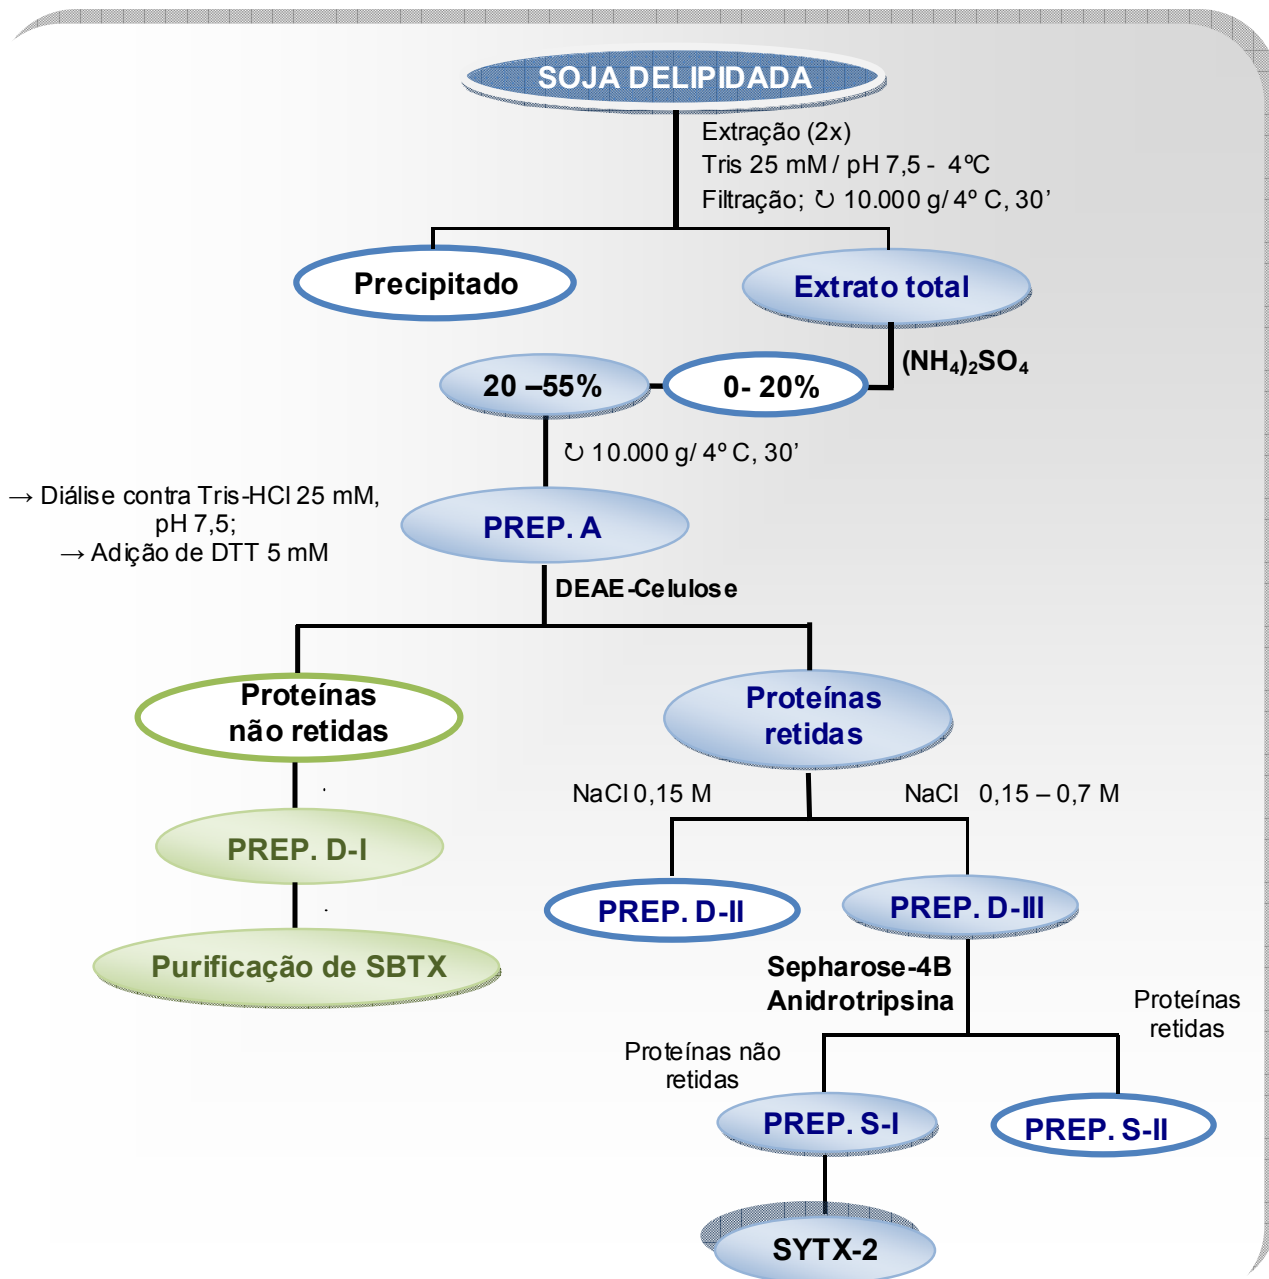 SOJA DELIPIDADA
Extração (2x)
Tris 25 mM / pH 7,5 - 4ºC
Filtração; ↻ 10.000 g/ 4º C, 30’
Precipitado
Extrato total
(NH₄)₂SO₄
20 –55%
0- 20%
↻ 10.000 g/ 4º C, 30’
→ Diálise contra Tris-HCl 25 mM,
pH 7,5;
→ Adição de DTT 5 mM
PREP. A
DEAE-Celulose
Proteínas
não retidas
Proteínas
retidas
NaCl 0,15 M
NaCl 0,15 – 0,7 M
PREP. D-I
PREP. D-II
PREP. D-III
Purificação de SBTX
Sepharose-4B
Anidrotripsina
Proteínas não
retidas
Proteínas
retidas
PREP. S-I
PREP. S-II
SYTX-2